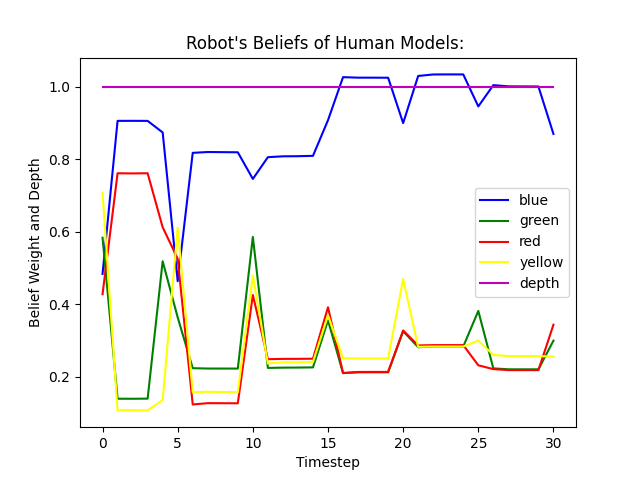 Robot's Beliefs of Human Models:
Belief Weight and Depth
1.0
0.8
0.6
0.4
0.2
blue
green
red
yellow
depth
0 5 10 15 20 25 30
Timestep